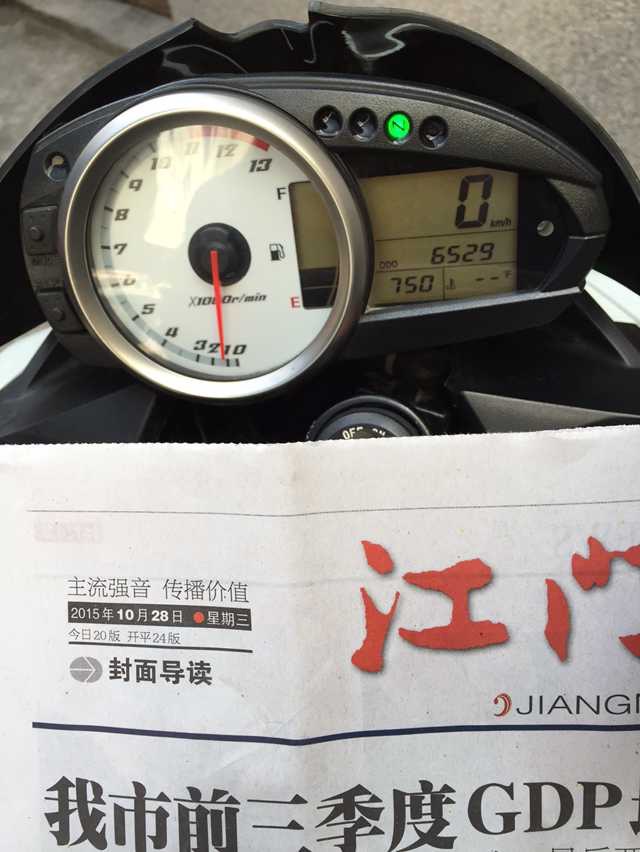 10 11 12 13
9
8
7
6
5
4
3 2 1 0
X1000r/min
F
E
N
0 km/h
ODO 6529
750 -- °F
OFF ON
主流强音 传播价值
2015年10月28日 ●星期三
今日20版 开平24版
封面导读
江门
JIANG
我市前三季度GDP